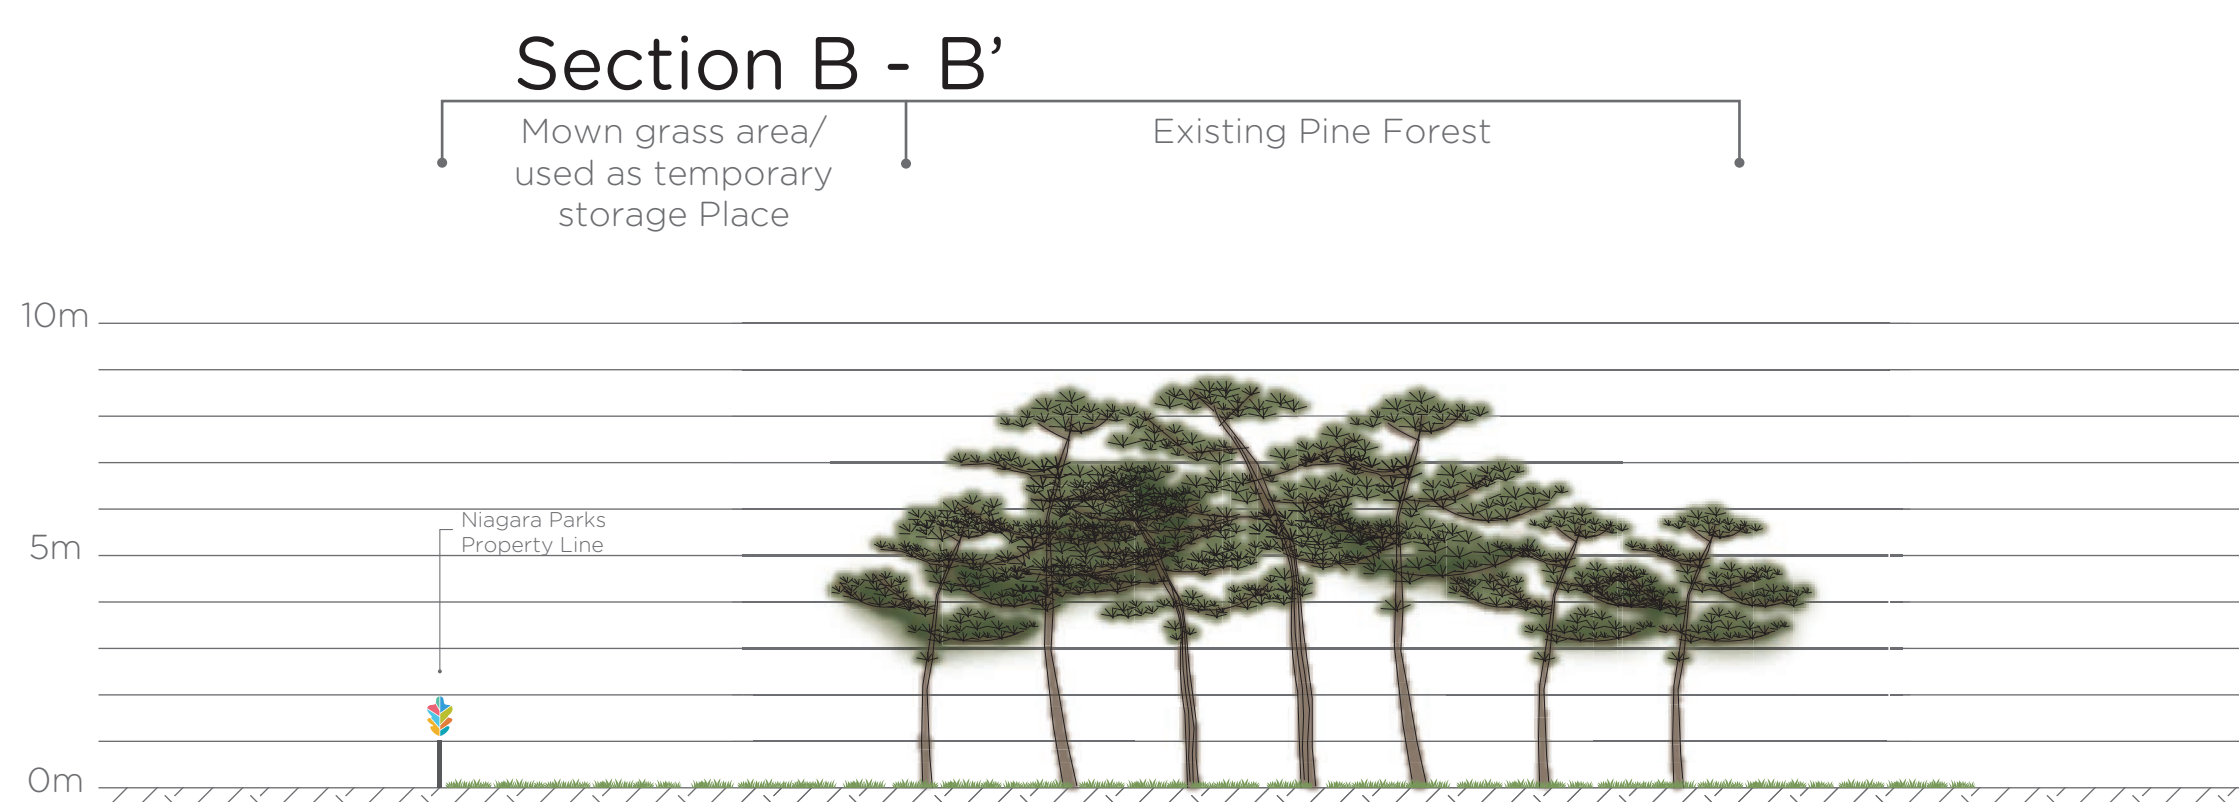 Section B - B’
Mown grass area/
used as temporary
storage Place
Existing Pine Forest
10m
Niagara Parks
Property Line
5m
0m